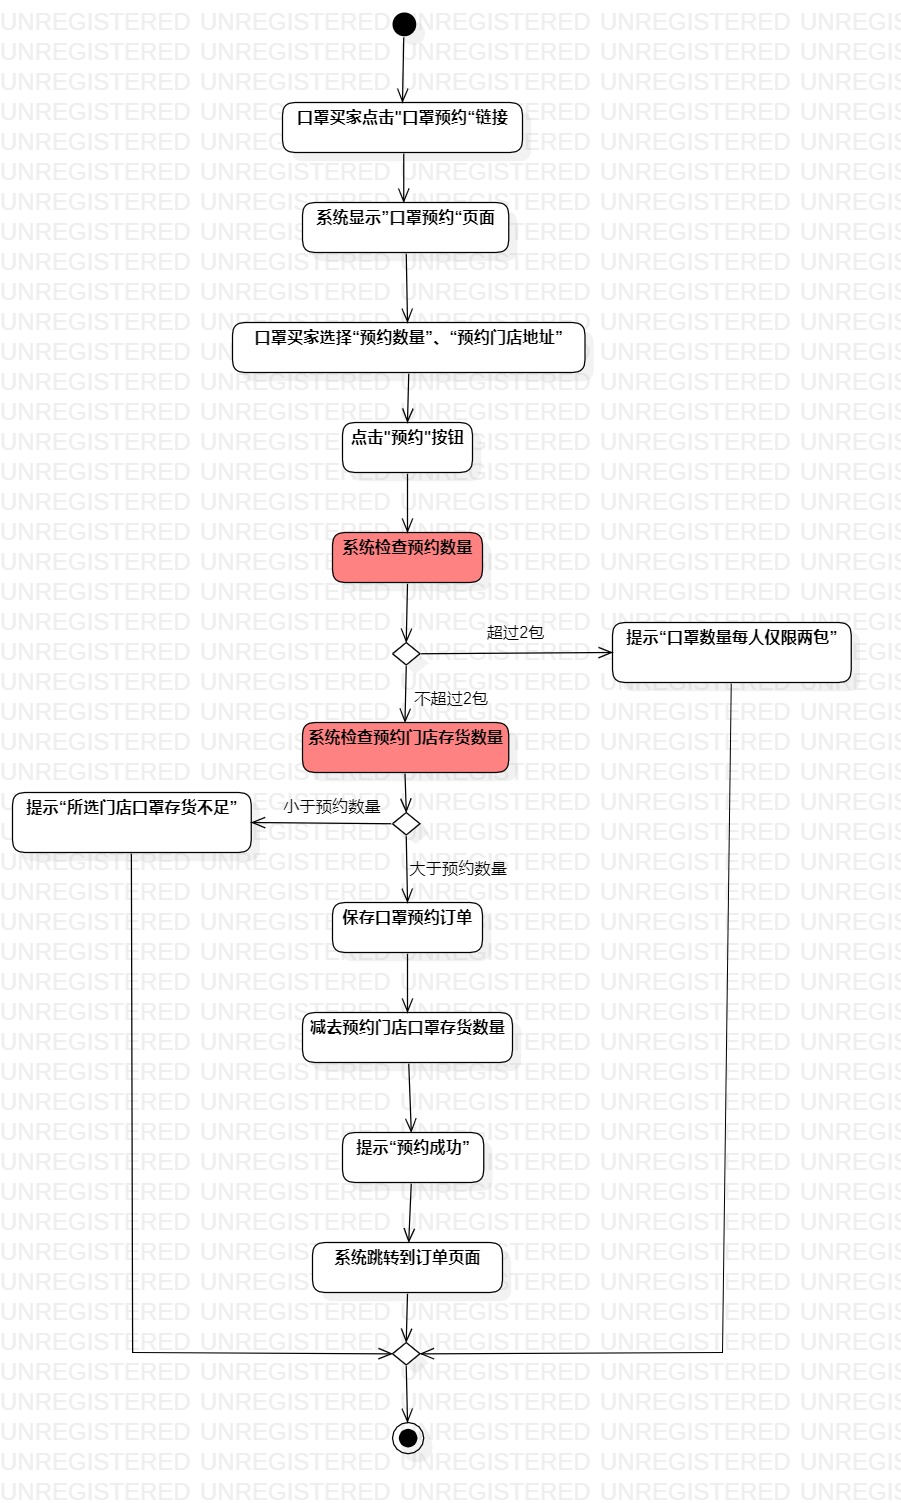 口罩买家点击"口罩预约“链接
系统显示”口罩预约“页面
口罩买家选择“预约数量”、“预约门店地址”
点击"预约"按钮
系统检查预约数量
超过2包
提示“口罩数量每人仅限两包”
不超过2包
系统检查预约门店存货数量
提示“所选门店口罩存货不足”
小于预约数量
大于预约数量
保存口罩预约订单
减去预约门店口罩存货数量
提示“预约成功”
系统跳转到订单页面
UNREGISTERED